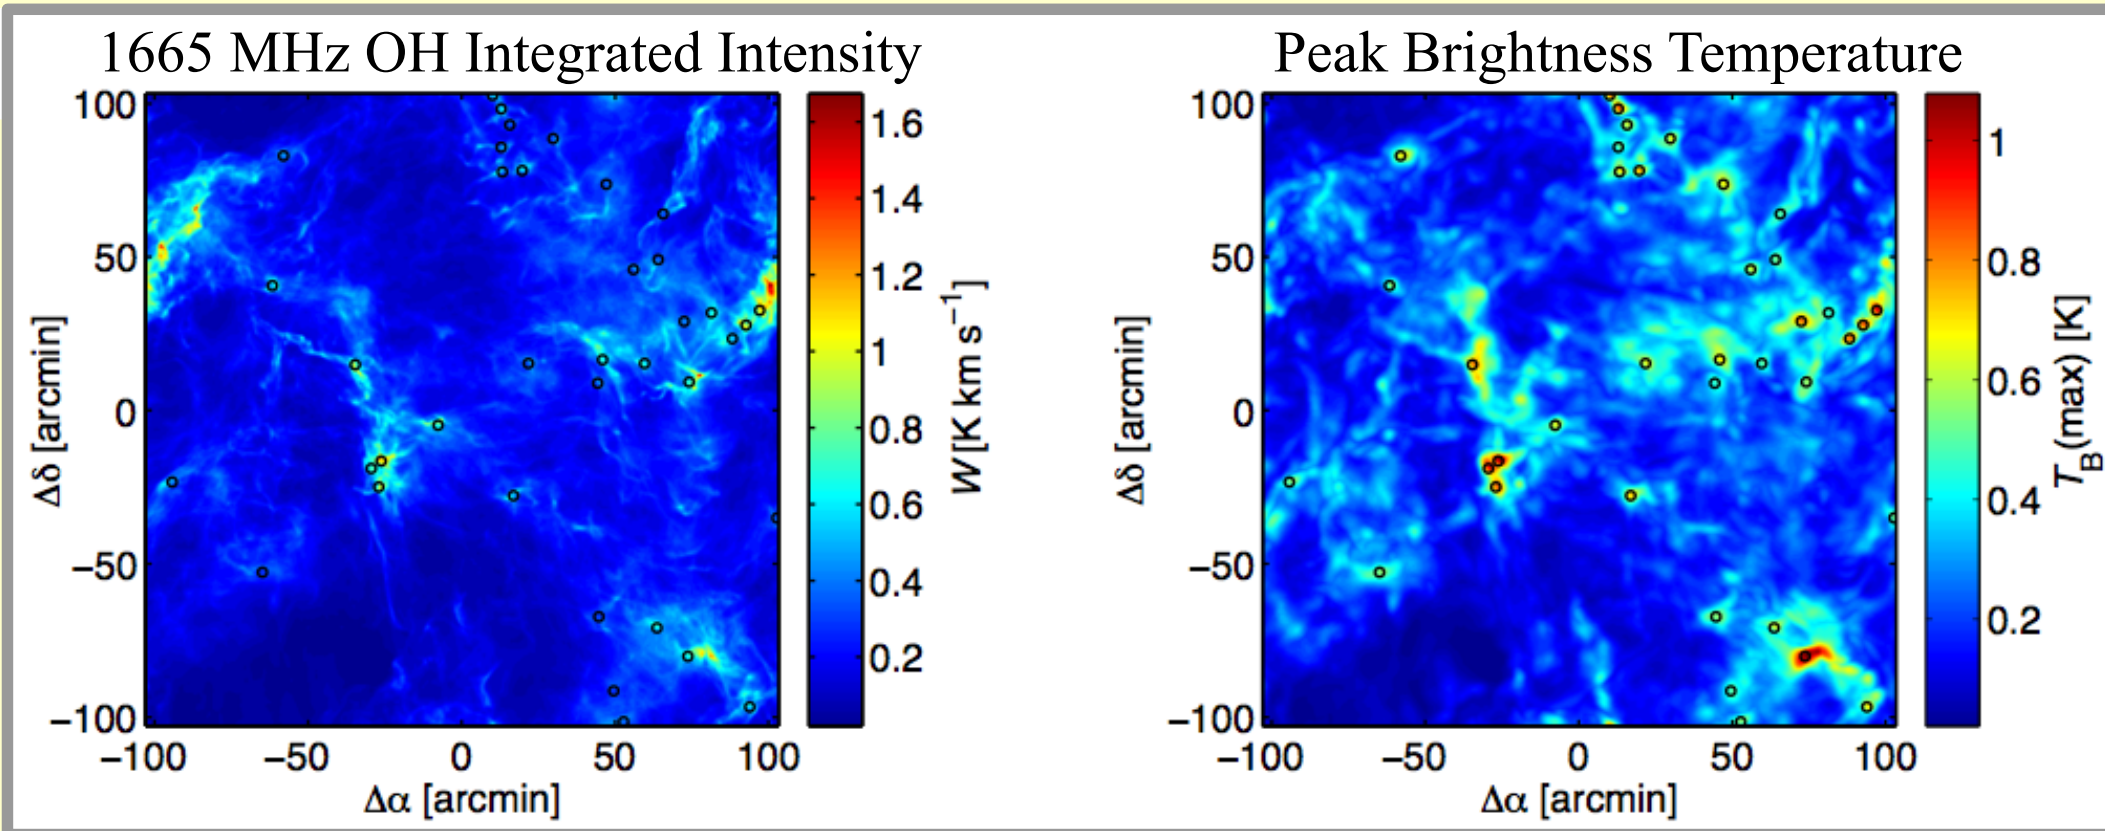 1665 MHz OH Integrated Intensity
100
50
0
−50
−100
−100 −50 0 50 100
Δα [arcmin]
Δδ [arcmin]
1.6
1.4
1.2
1
0.8
0.6
0.4
0.2
W [K km s⁻¹]
Peak Brightness Temperature
100
50
0
−50
−100
−100 −50 0 50 100
Δα [arcmin]
Δδ [arcmin]
1
0.8
0.6
0.4
0.2
T_B(max) [K]